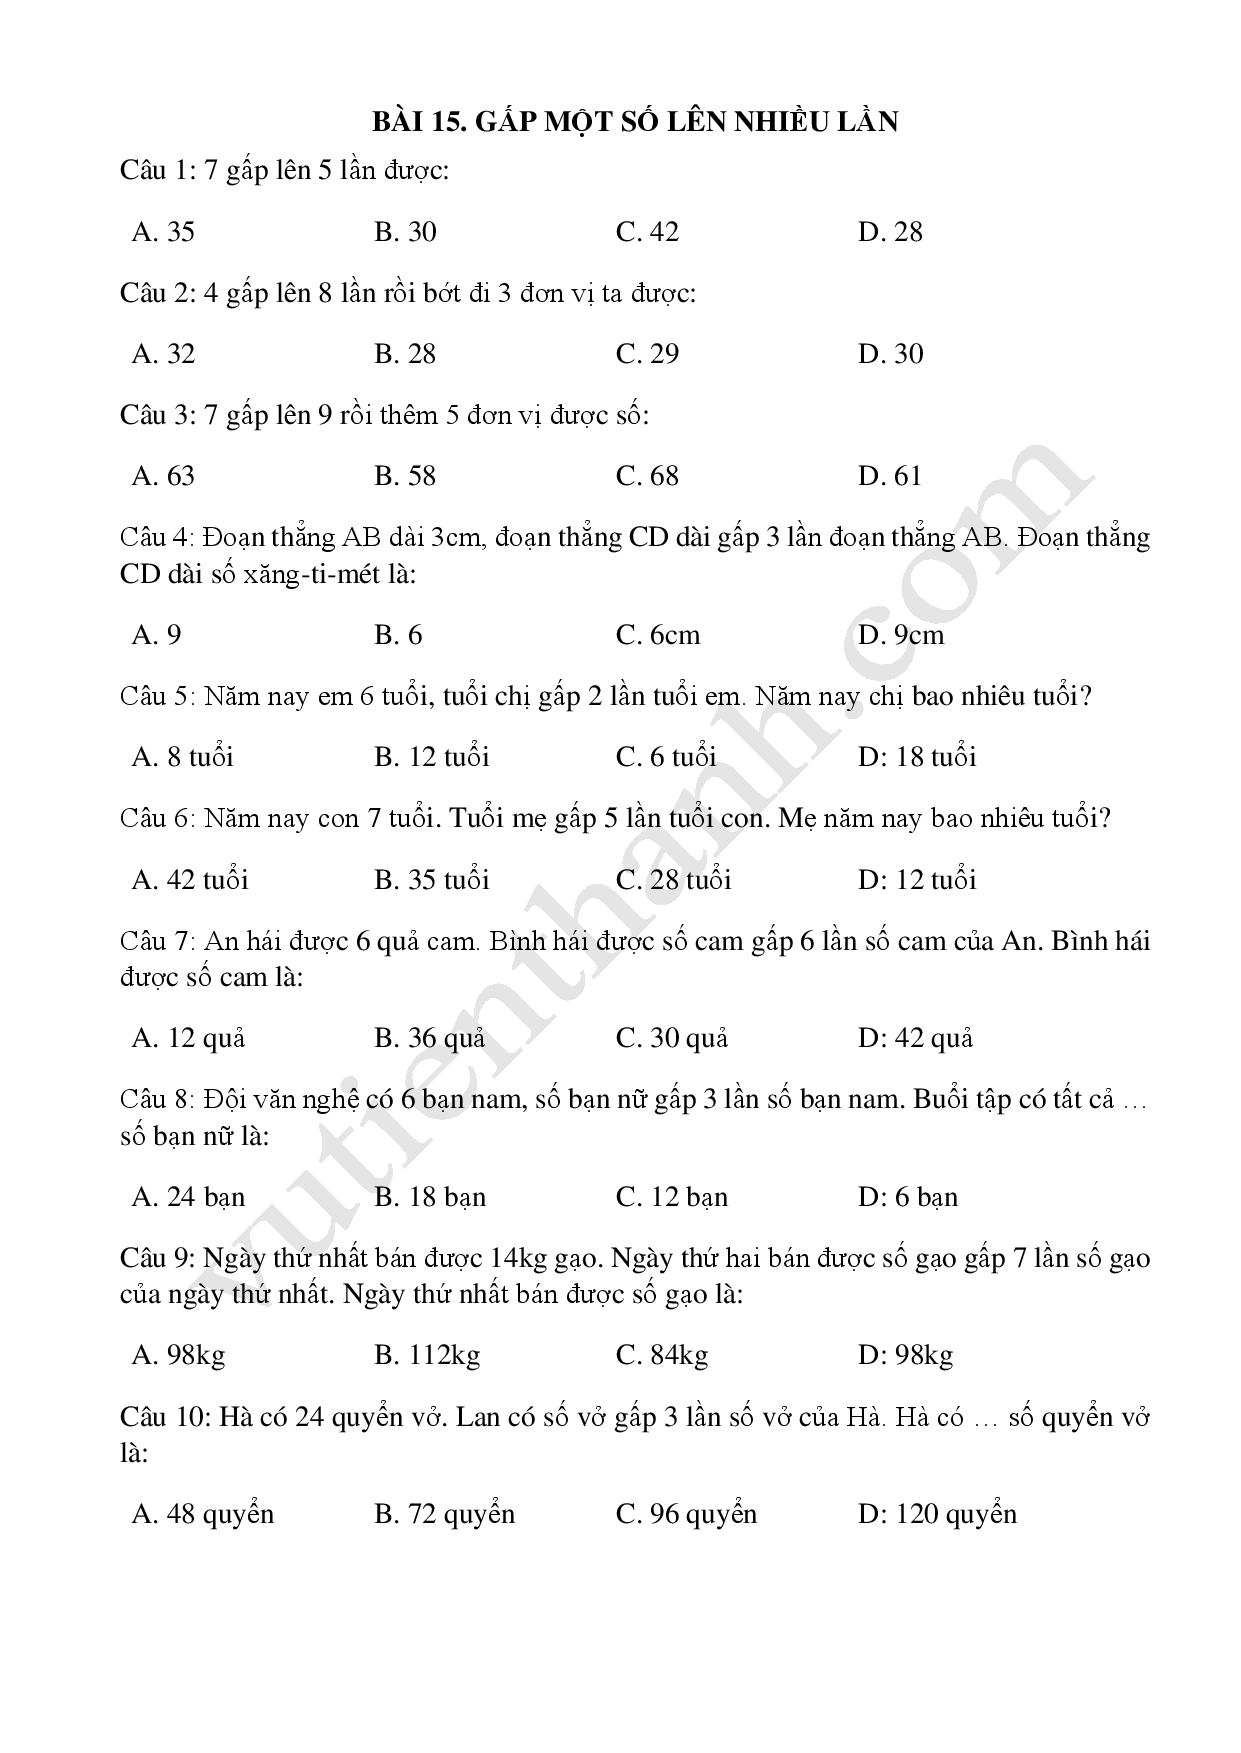 BÀI 15. GẤP MỘT SỐ LÊN NHIỀU LẦN
Câu 1: 7 gấp lên 5 lần được:
A. 35 B. 30 C. 42 D. 28
Câu 2: 4 gấp lên 8 lần rồi bớt đi 3 đơn vị ta được:
A. 32 B. 28 C. 29 D. 30
Câu 3: 7 gấp lên 9 rồi thêm 5 đơn vị được số:
A. 63 B. 58 C. 68 D. 61
Câu 4: Đoạn thẳng AB dài 3cm, đoạn thẳng CD dài gấp 3 lần đoạn thẳng AB. Đoạn thẳng
CD dài số xăng-ti-mét là:
A. 9 B. 6 C. 6cm D. 9cm
Câu 5: Năm nay em 6 tuổi, tuổi chị gấp 2 lần tuổi em. Năm nay chị bao nhiêu tuổi?
A. 8 tuổi B. 12 tuổi C. 6 tuổi D: 18 tuổi
Câu 6: Năm nay con 7 tuổi. Tuổi mẹ gấp 5 lần tuổi con. Mẹ năm nay bao nhiêu tuổi?
A. 42 tuổi B. 35 tuổi C. 28 tuổi D: 12 tuổi
Câu 7: An hái được 6 quả cam. Bình hái được số cam gấp 6 lần số cam của An. Bình hái
được số cam là:
A. 12 quả B. 36 quả C. 30 quả D: 42 quả
Câu 8: Đội văn nghệ có 6 bạn nam, số bạn nữ gấp 3 lần số bạn nam. Buổi tập có tất cả …
số bạn nữ là:
A. 24 bạn B. 18 bạn C. 12 bạn D: 6 bạn
Câu 9: Ngày thứ nhất bán được 14kg gạo. Ngày thứ hai bán được số gạo gấp 7 lần số gạo
của ngày thứ nhất. Ngày thứ nhất bán được số gạo là:
A. 98kg B. 112kg C. 84kg D: 98kg
Câu 10: Hà có 24 quyển vở. Lan có số vở gấp 3 lần số vở của Hà. Hà có … số quyển vở
là:
A. 48 quyển B. 72 quyển C. 96 quyển D: 120 quyển
vutienthanh.com